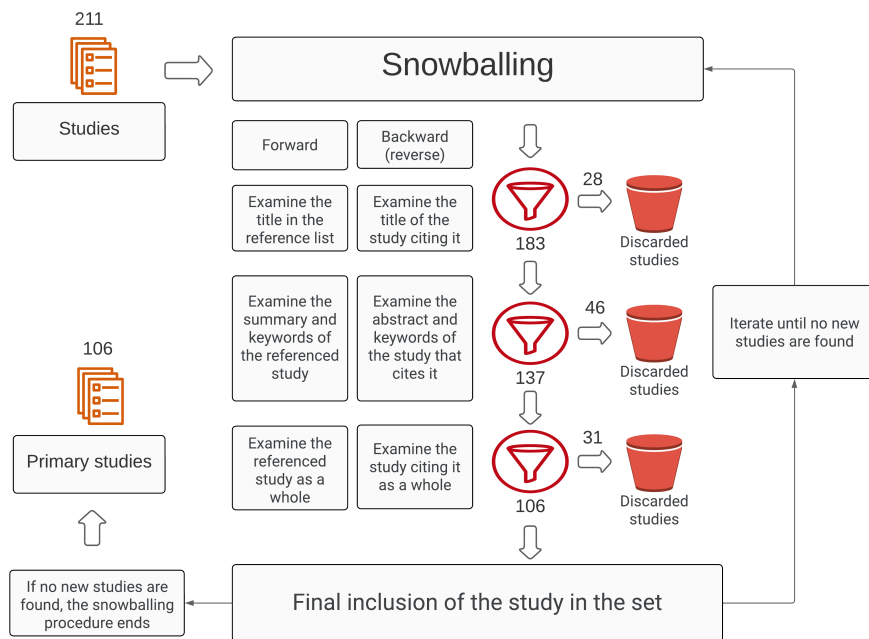 211
Studies
Snowballing
Forward
Backward
(reverse)
Examine the
title in the
reference list
Examine the
title of the
study citing it
28
183
Discarded
studies
Examine the
summary and
keywords of
the referenced
study
Examine the
abstract and
keywords of
the study that
cites it
46
137
Discarded
studies
Iterate until no new
studies are found
106
Primary studies
Examine the
referenced
study as a
whole
Examine the
study citing it
as a whole
31
106
Discarded
studies
If no new studies are
found, the snowballing
procedure ends
Final inclusion of the study in the set